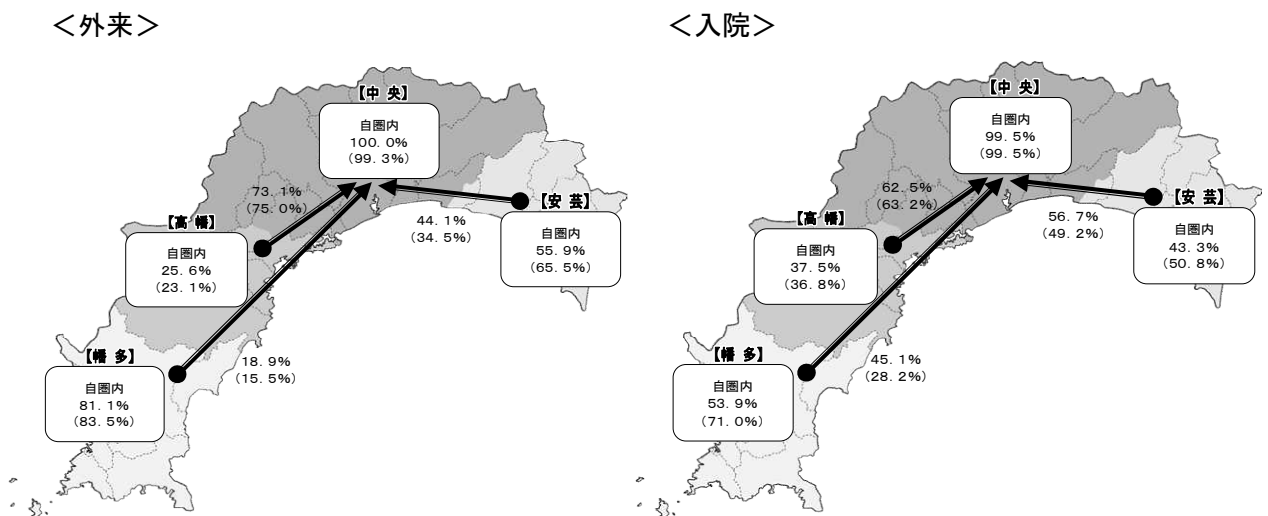 ＜外来＞
【中 央】
自圏内
100. 0%
(99. 3%)
73. 1%
(75. 0%)
【高 幡】
自圏内
25. 6%
(23. 1%)
44. 1%
(34. 5%)
【安 芸】
自圏内
55. 9%
(65. 5%)
【幡 多】
自圏内
81. 1%
(83. 5%)
18. 9%
(15. 5%)
＜入院＞
【中 央】
自圏内
99. 5%
(99. 5%)
62. 5%
(63. 2%)
【高 幡】
自圏内
37. 5%
(36. 8%)
56. 7%
(49. 2%)
【安 芸】
自圏内
43. 3%
(50. 8%)
【幡 多】
自圏内
53. 9%
(71. 0%)
45. 1%
(28. 2%)